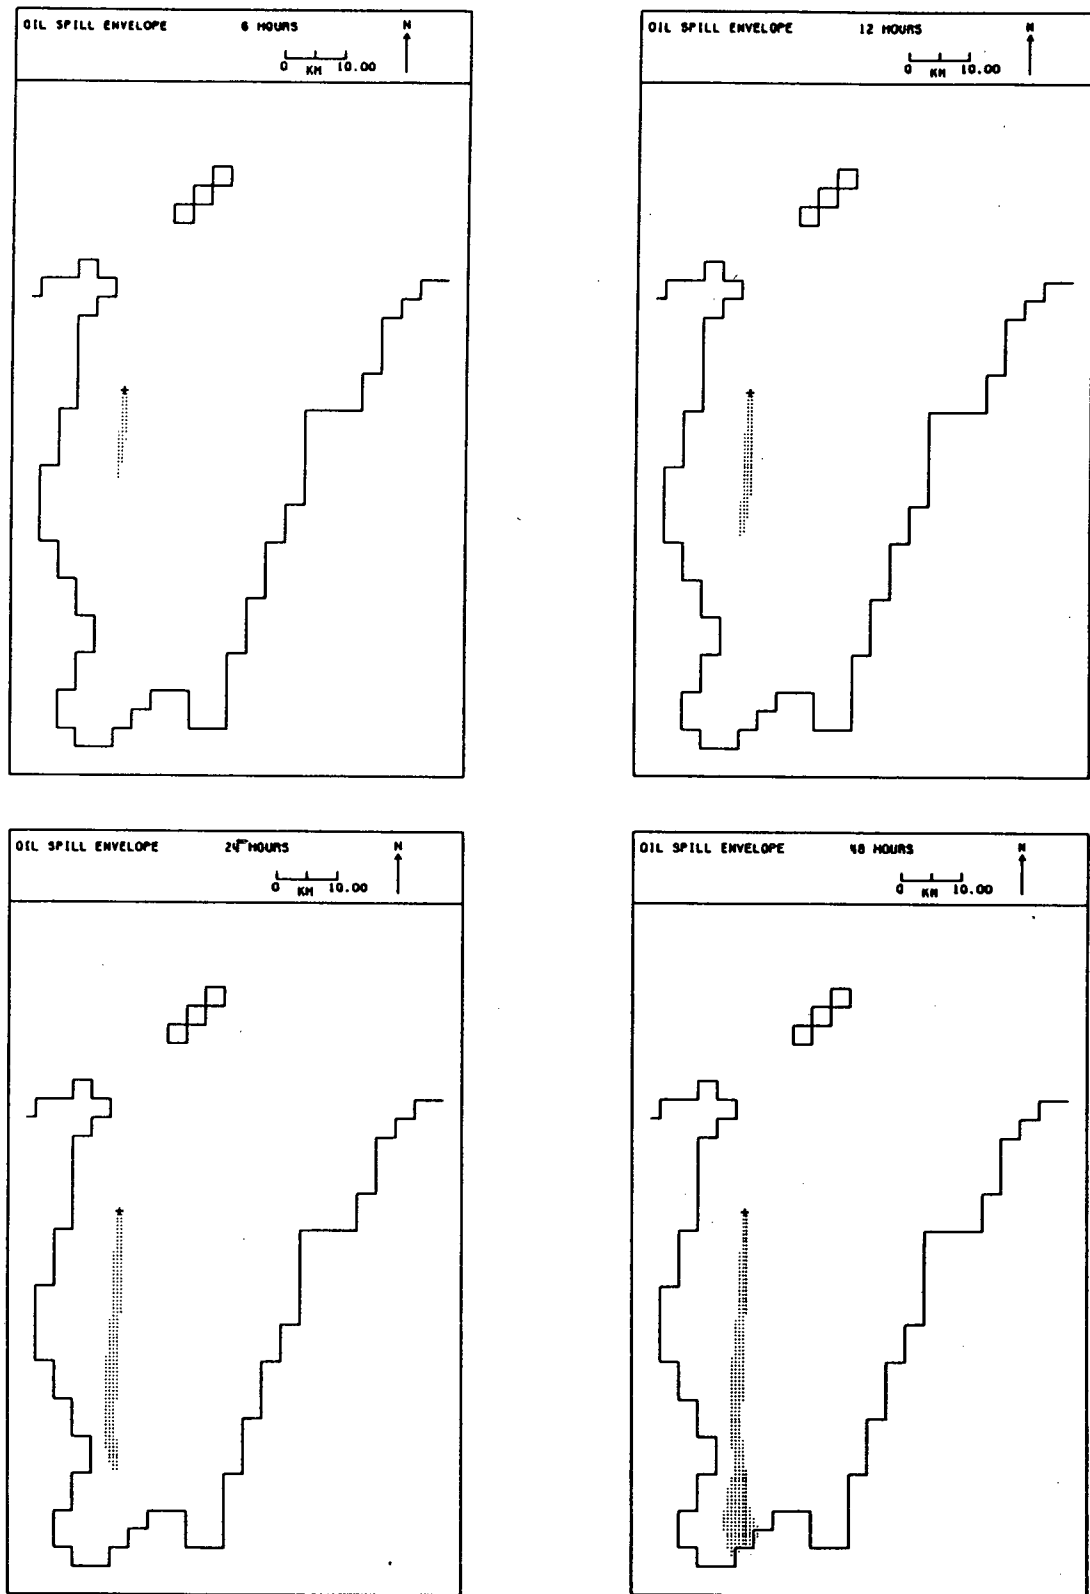 OIL SPILL ENVELOPE 6 HOURS N
0 KM 10.00
OIL SPILL ENVELOPE 12 HOURS N
0 KM 10.00
OIL SPILL ENVELOPE 24 HOURS N
0 KM 10.00
OIL SPILL ENVELOPE 48 HOURS N
0 KM 10.00